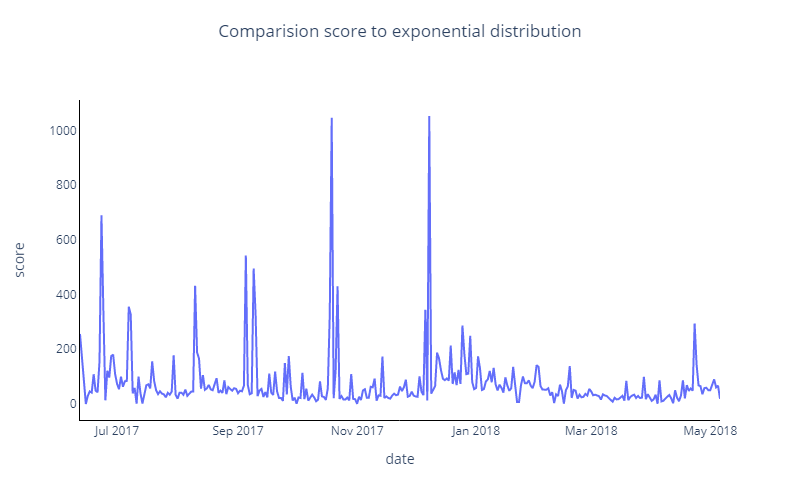 Comparision score to exponential distribution
1000
800
600
400
200
0
score
Jul 2017
Sep 2017
Nov 2017
Jan 2018
Mar 2018
May 2018
date